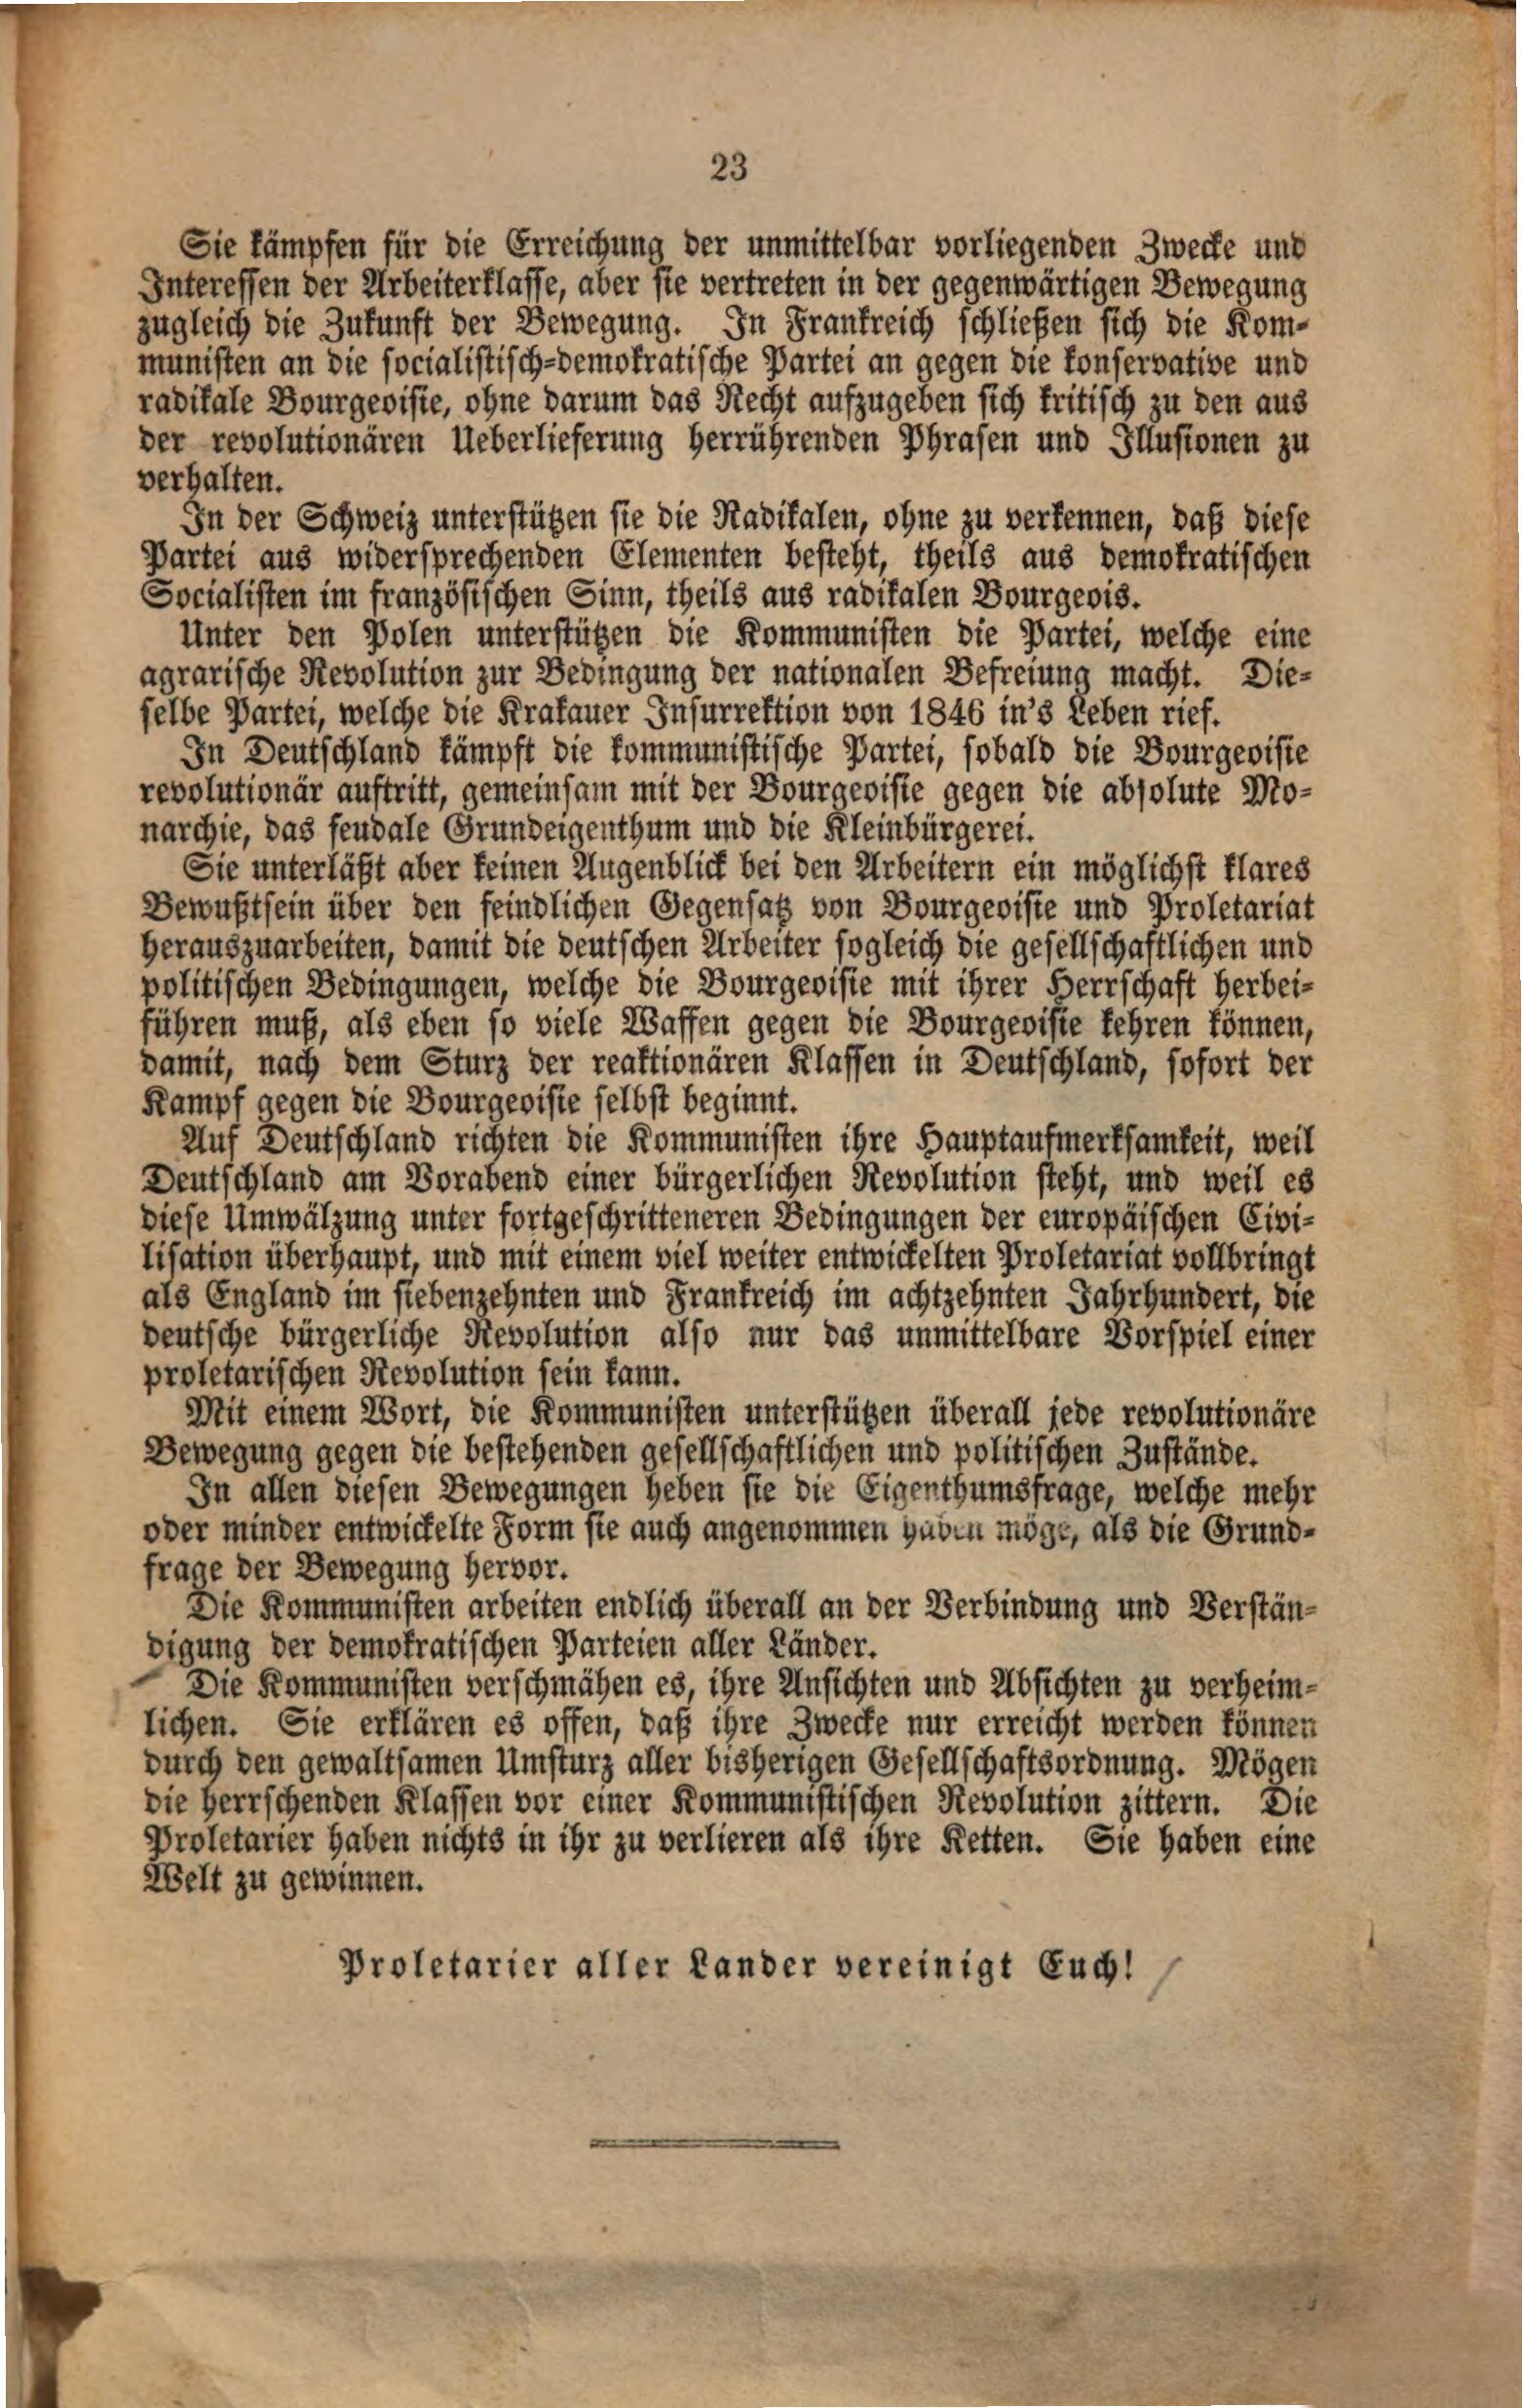 23
Sie kämpfen für die Erreichung der unmittelbar vorliegenden Zwecke und
Interessen der Arbeiterklasse, aber sie vertreten in der gegenwärtigen Bewegung
zugleich die Zukunft der Bewegung. In Frankreich schließen sich die Kom-
munisten an die socialistisch-demokratische Partei an gegen die konservative und
radikale Bourgeoisie, ohne darum das Recht aufzugeben sich kritisch zu den aus
der revolutionären Ueberlieferung herrührenden Phrasen und Illusionen zu
verhalten.
In der Schweiz unterstützen sie die Radikalen, ohne zu verkennen, daß diese
Partei aus widersprechenden Elementen besteht, theils aus demokratischen
Socialisten im französischen Sinn, theils aus radikalen Bourgeois.
Unter den Polen unterstützen die Kommunisten die Partei, welche eine
agrarische Revolution zur Bedingung der nationalen Befreiung macht. Die-
selbe Partei, welche die Krakauer Insurrektion von 1846 in's Leben rief.
In Deutschland kämpft die kommunistische Partei, sobald die Bourgeoisie
revolutionär auftritt, gemeinsam mit der Bourgeoisie gegen die absolute Mo-
narchie, das feudale Grundeigenthum und die Kleinbürgerei.
Sie unterläßt aber keinen Augenblick bei den Arbeitern ein möglichst klares
Bewußtsein über den feindlichen Gegensatz von Bourgeoisie und Proletariat
herauszuarbeiten, damit die deutschen Arbeiter sogleich die gesellschaftlichen und
politischen Bedingungen, welche die Bourgeoisie mit ihrer Herrschaft herbei-
führen muß, als eben so viele Waffen gegen die Bourgeoisie kehren können,
damit, nach dem Sturz der reaktionären Klassen in Deutschland, sofort der
Kampf gegen die Bourgeoisie selbst beginnt.
Auf Deutschland richten die Kommunisten ihre Hauptaufmerksamkeit, weil
Deutschland am Vorabend einer bürgerlichen Revolution steht, und weil es
diese Umwälzung unter fortgeschritteneren Bedingungen der europäischen Civi-
lisation überhaupt, und mit einem viel weiter entwickelten Proletariat vollbringt
als England im siebenzehnten und Frankreich im achtzehnten Jahrhundert, die
deutsche bürgerliche Revolution also nur das unmittelbare Vorspiel einer
proletarischen Revolution sein kann.
Mit einem Wort, die Kommunisten unterstützen überall jede revolutionäre
Bewegung gegen die bestehenden gesellschaftlichen und politischen Zustände.
In allen diesen Bewegungen heben sie die Eigenthumsfrage, welche mehr
oder minder entwickelte Form sie auch angenommen haben möge, als die Grund-
frage der Bewegung hervor.
Die Kommunisten arbeiten endlich überall an der Verbindung und Verstän-
digung der demokratischen Parteien aller Länder.
Die Kommunisten verschmähen es, ihre Ansichten und Absichten zu verheim-
lichen. Sie erklären es offen, daß ihre Zwecke nur erreicht werden können
durch den gewaltsamen Umsturz aller bisherigen Gesellschaftsordnung. Mögen
die herrschenden Klassen vor einer Kommunistischen Revolution zittern. Die
Proletarier haben nichts in ihr zu verlieren als ihre Ketten. Sie haben eine
Welt zu gewinnen.
Proletarier aller Lander vereinigt Euch!